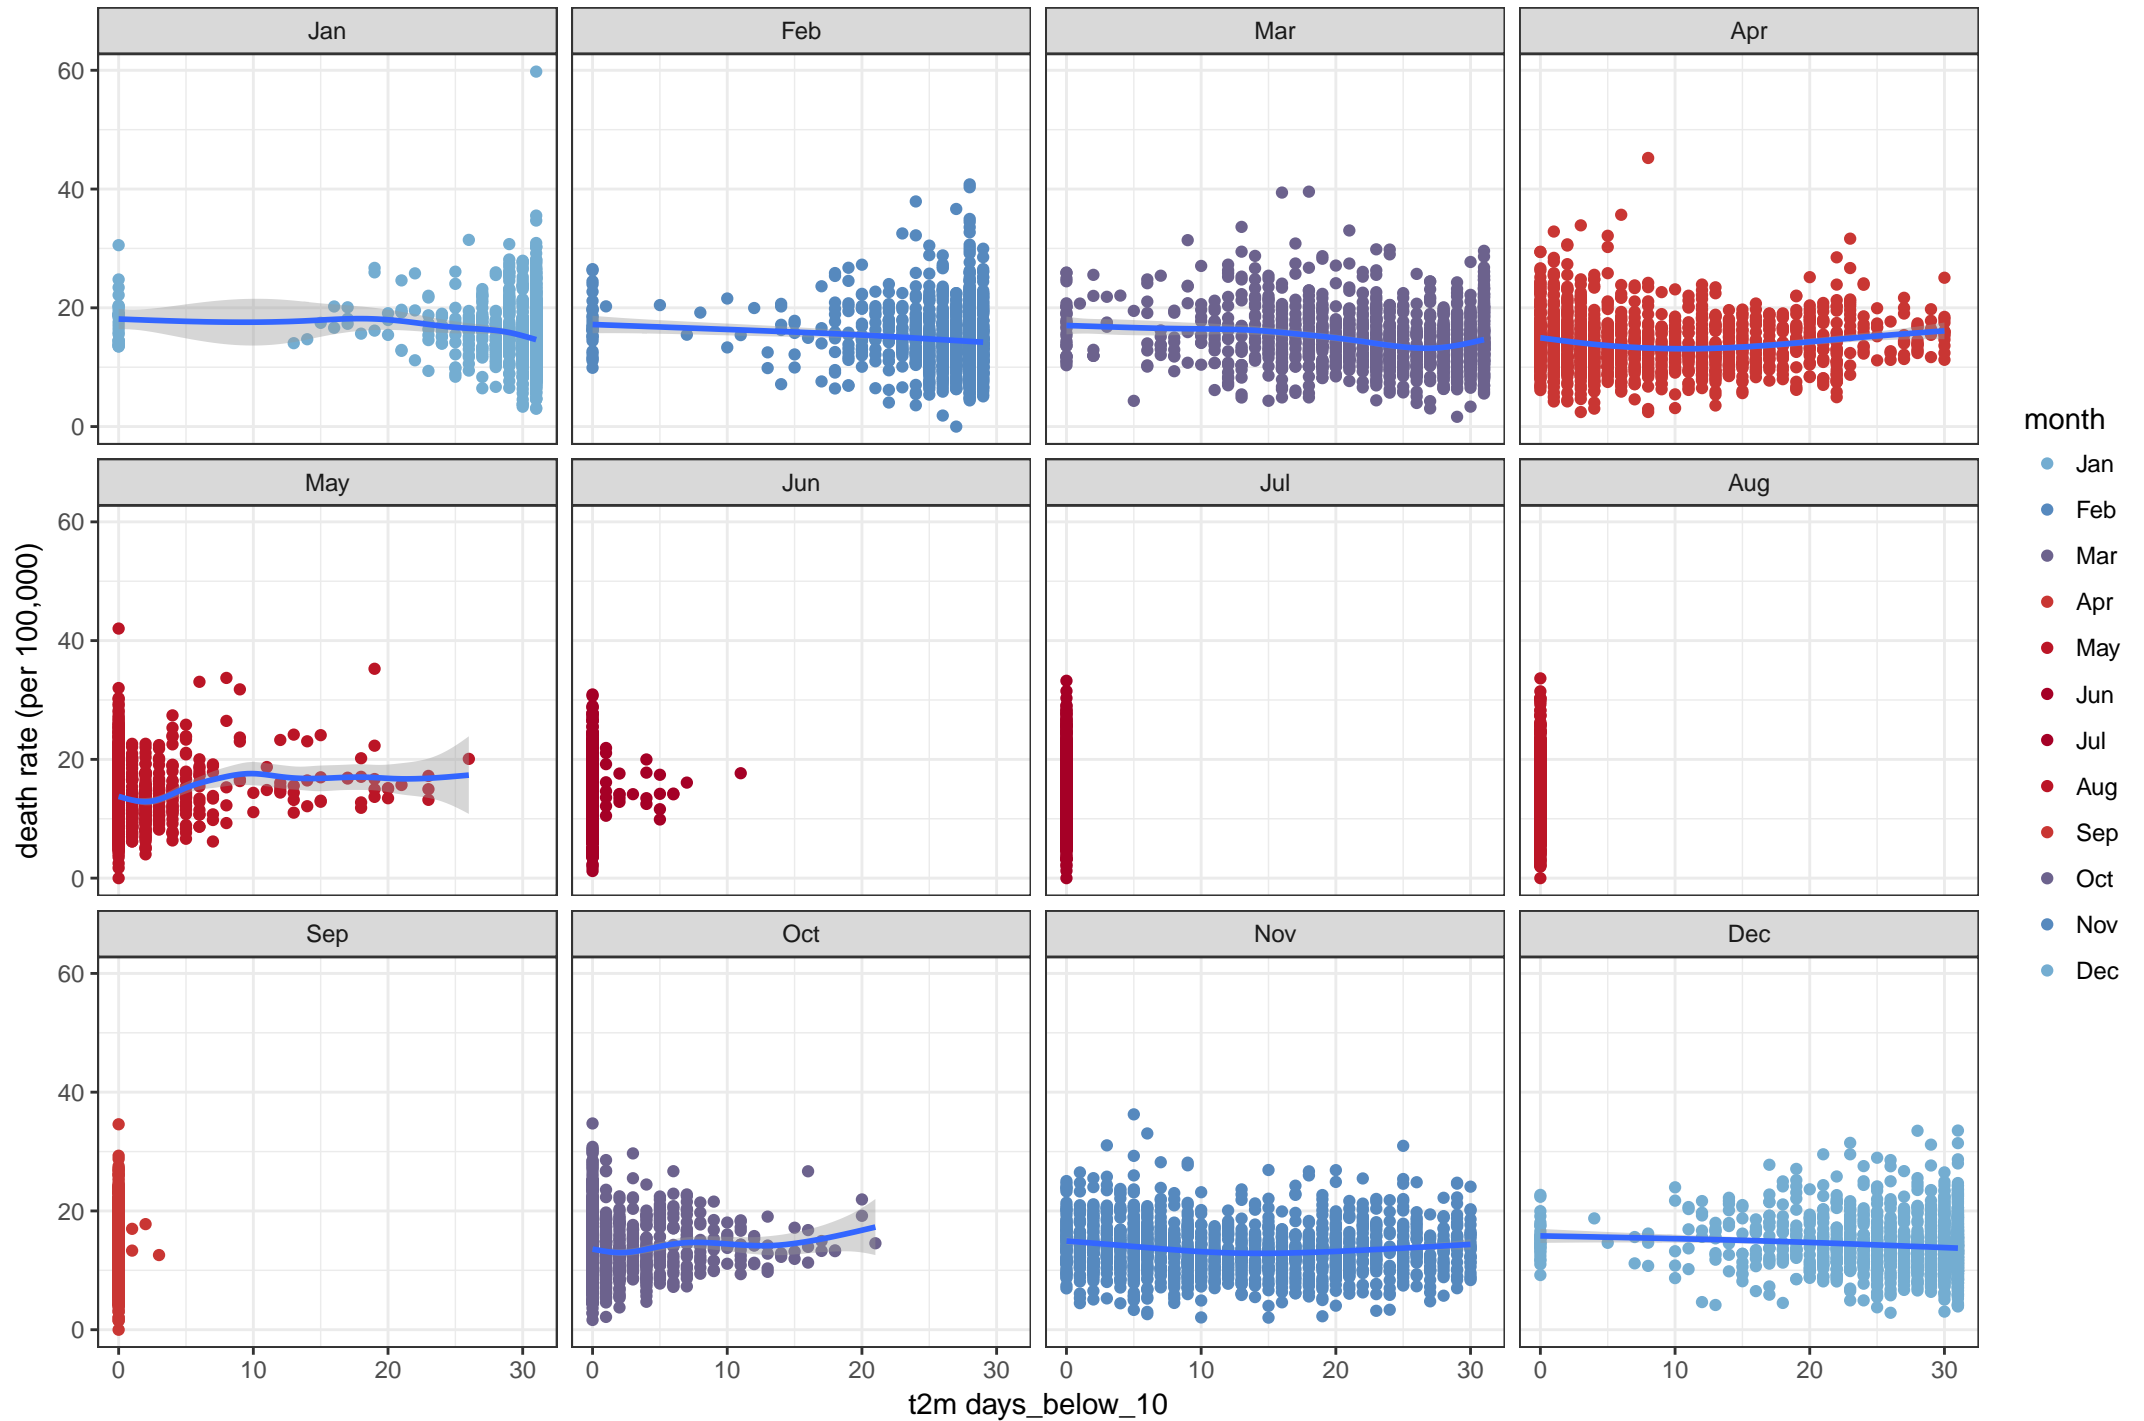 Jan Feb Mar Apr
60
40
20
0
May Jun Jul Aug
60
40
20
0
Sep Oct Nov Dec
60
40
20
0
0 10 20 30 0 10 20 30 0 10 20 30 0 10 20 30
t2m days_below_10
death rate (per 100,000)
month
Jan
Feb
Mar
Apr
May
Jun
Jul
Aug
Sep
Oct
Nov
Dec